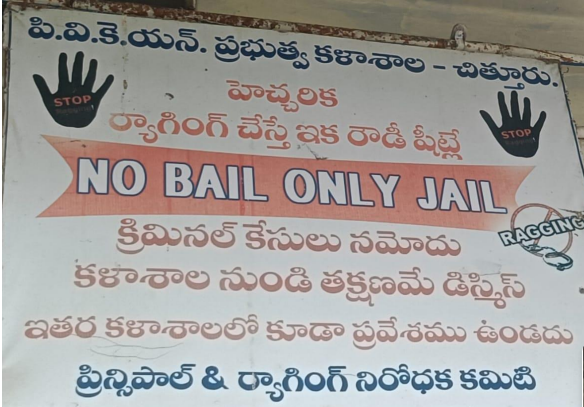 పి.వి.కె.యన్. ప్రభుత్వ కళాశాల - చిత్తూరు.
STOP
హెచ్చరిక
STOP
ర్యాగింగ్ చేస్తే ఇక రౌడీ షీట్లే
NO BAIL ONLY JAIL
RAGGING
క్రిమినల్ కేసులు నమోదు
కళాశాల నుండి తక్షణమే డిస్మిస్
ఇతర కళాశాలలలో కూడా ప్రవేశము ఉండదు
ప్రిన్సిపాల్ & ర్యాగింగ్ నిరోధక కమిటి